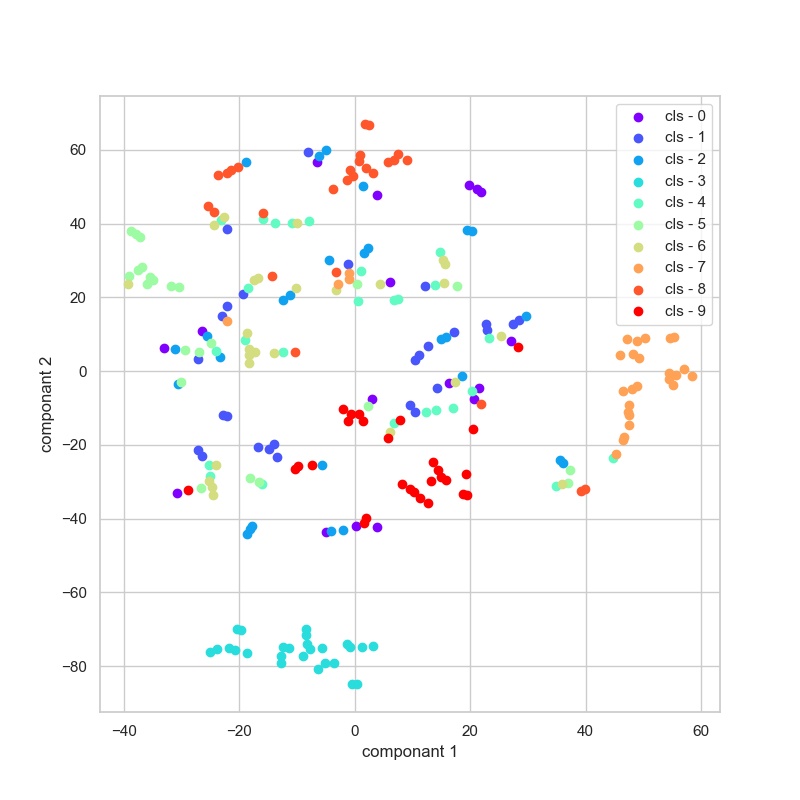 60
40
20
0
−20
−40
−60
−80
−40
−20
0
20
40
60
componant 1
componant 2
cls - 0
cls - 1
cls - 2
cls - 3
cls - 4
cls - 5
cls - 6
cls - 7
cls - 8
cls - 9